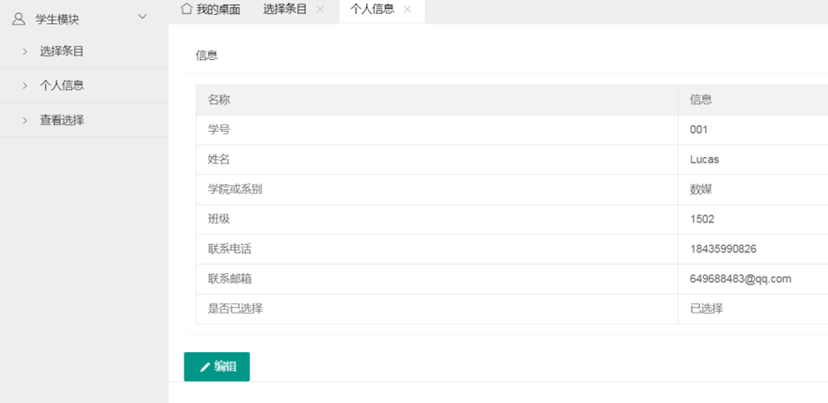 学生模块
选择条目
个人信息
查看选择
我的桌面 选择条目 个人信息
信息
名称 信息
学号 001
姓名 Lucas
学院或系别 数媒
班级 1502
联系电话 18435990826
联系邮箱 649688483@qq.com
是否已选择 已选择
编辑